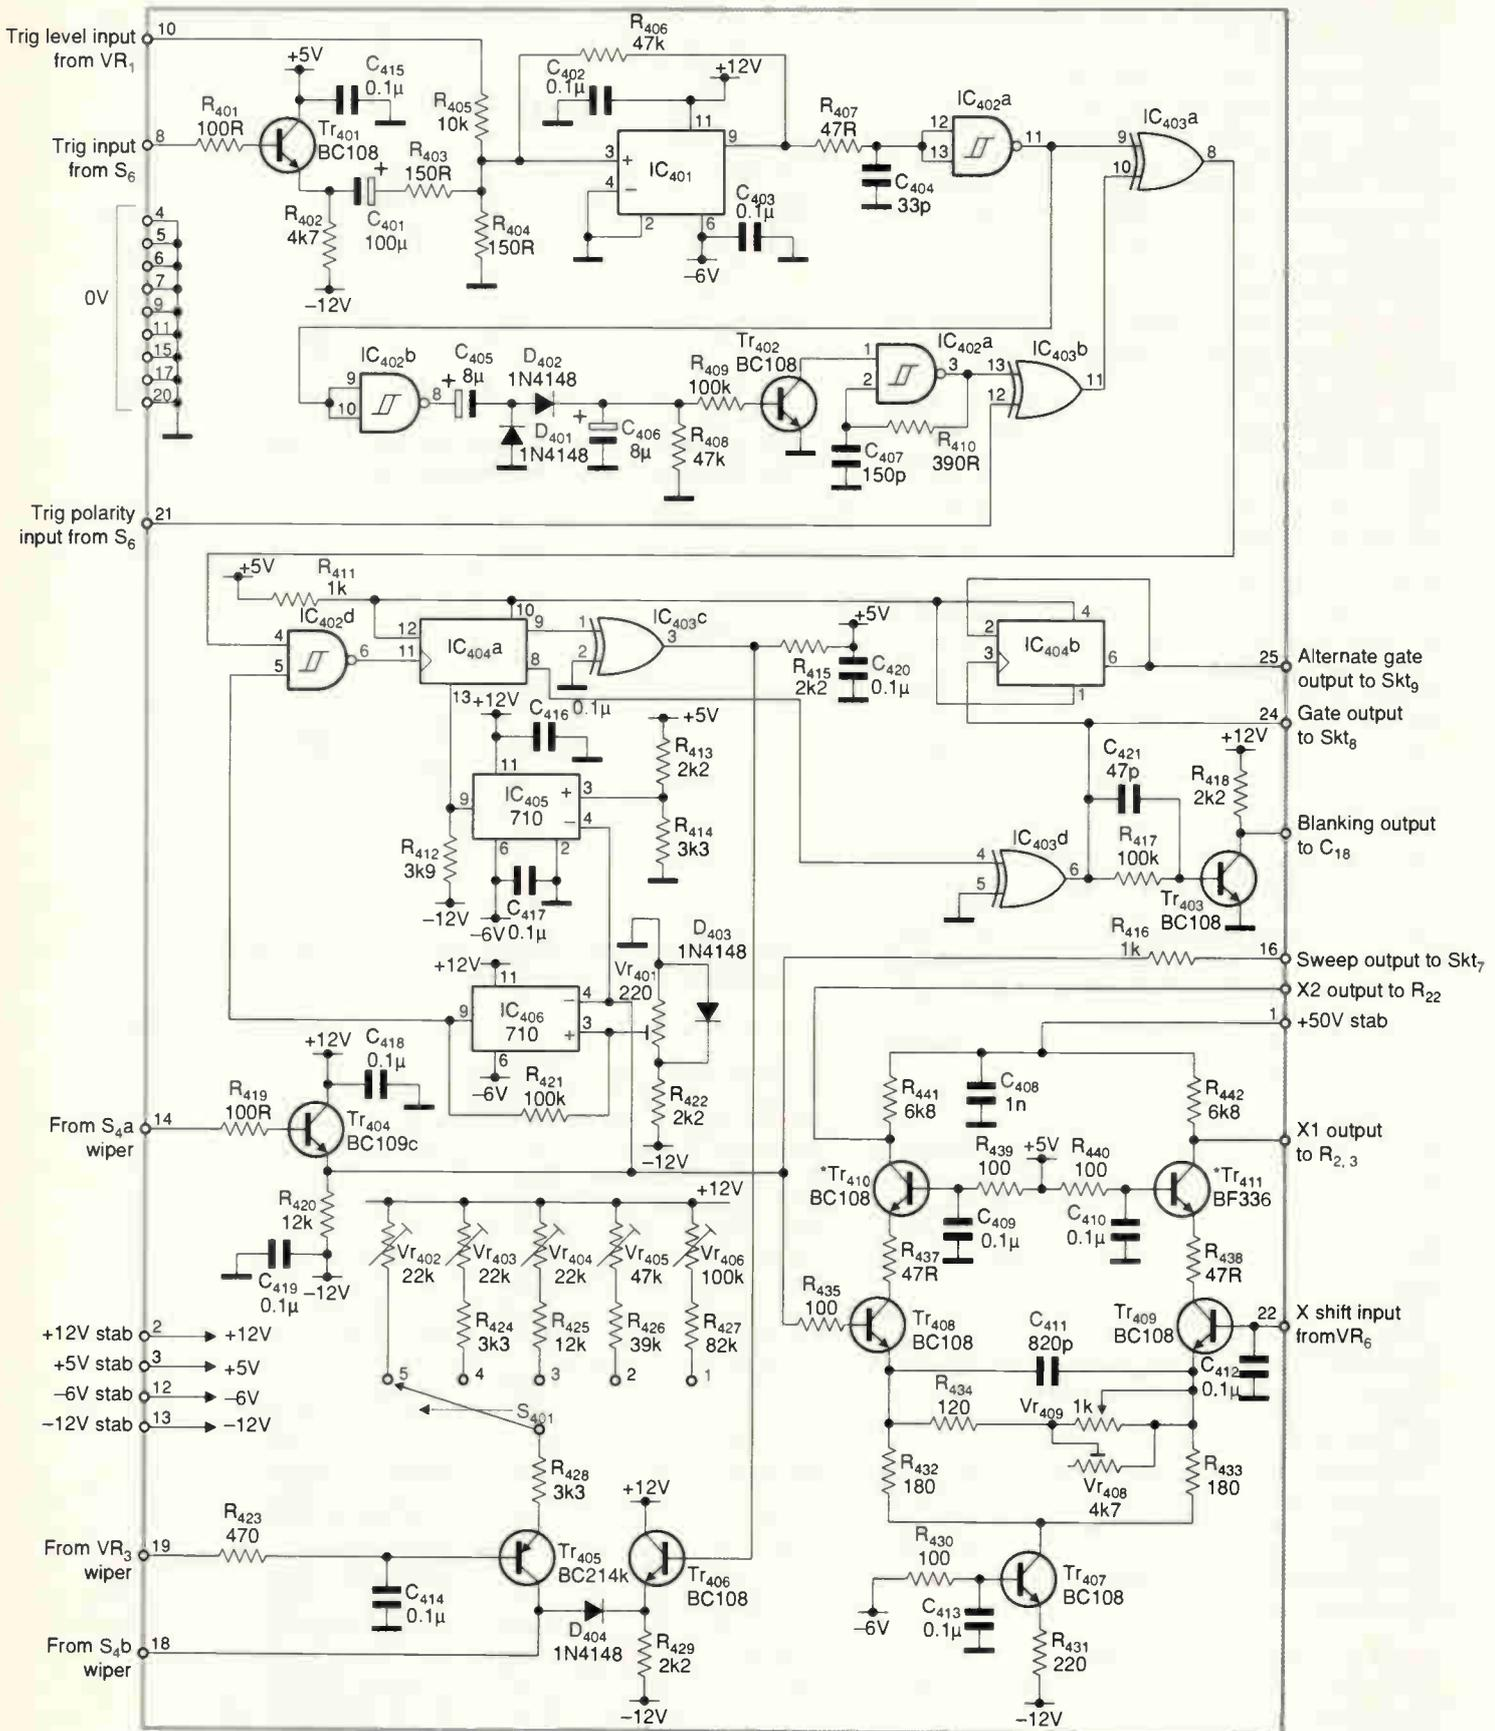 Trig level input
from VR1
10
Trig input
from S6
8
R401
100R
+5V
C415
0.1µ
Tr401
BC108
R402
4k7
-12V
+
C401
100µ
R403
150R
R405
10k
R404
150R
R406
47k
C402
0.1µ
+12V
11
3
+
4
−
IC401
9
2
6
-6V
C403
0.1µ
R407
47R
C404
33p
IC402a
12
13
11
IC403a
9
10
8
0V
4
5
6
7
9
11
15
17
20
IC402b
9
10
8
C405
+
8µ
D402
1N4148
D401
1N4148
+
C406
8µ
R408
47k
R409
100k
Tr402
BC108
IC402a
1
2
3
C407
150p
R410
390R
IC403b
13
12
11
Trig polarity
input from S6
21
+5V
R411
1k
IC402d
4
5
6
12
11
10
IC404a
9
8
13
IC403c
1
2
3
R415
2k2
+5V
C420
0.1µ
2
3
4
IC404b
6
1
25
Alternate gate
output to Skt9
24
Gate output
to Skt8
+12V
C416
0.1µ
11
IC405
710
9
+
3
−
4
6
2
R412
3k9
-12V
C417
0.1µ
-6V
+5V
R413
2k2
R414
3k3
C421
47p
R417
100k
+12V
R418
2k2
Blanking output
to C18
IC403d
4
5
6
Tr403
BC108
R416
1k
16
Sweep output to Skt7
X2 output to R22
1
+50V stab
+12V
11
IC406
710
9
−
4
+
3
6
-6V
Vr401
220
D403
1N4148
R421
100k
R422
2k2
-12V
From S4a
wiper
14
R419
100R
+12V
C418
0.1µ
Tr404
BC109c
R420
12k
C419
0.1µ
-12V
R441
6k8
C408
1n
R442
6k8
X1 output
to R2, 3
*Tr410
BC108
R439
100
+5V
R440
100
*Tr411
BF336
C409
0.1µ
C410
0.1µ
R437
47R
R438
47R
+12V
Vr402
22k
Vr403
22k
Vr404
22k
Vr405
47k
Vr406
100k
R424
3k3
R425
12k
R426
39k
R427
82k
5
4
3
2
1
S401
R435
100
Tr408
BC108
C411
820p
Tr409
BC108
22
X shift input
fromVR6
C412
0.1µ
R434
120
Vr409
1k
Vr408
4k7
R432
180
R433
180
+12V stab
2
+12V
+5V stab
3
+5V
-6V stab
12
-6V
-12V stab
13
-12V
R428
3k3
From VR3
wiper
19
R423
470
C414
0.1µ
Tr405
BC214k
+12V
Tr406
BC108
D404
1N4148
R429
2k2
-12V
From S4b
wiper
18
R430
100
-6V
C413
0.1µ
Tr407
BC108
R431
220
-12V